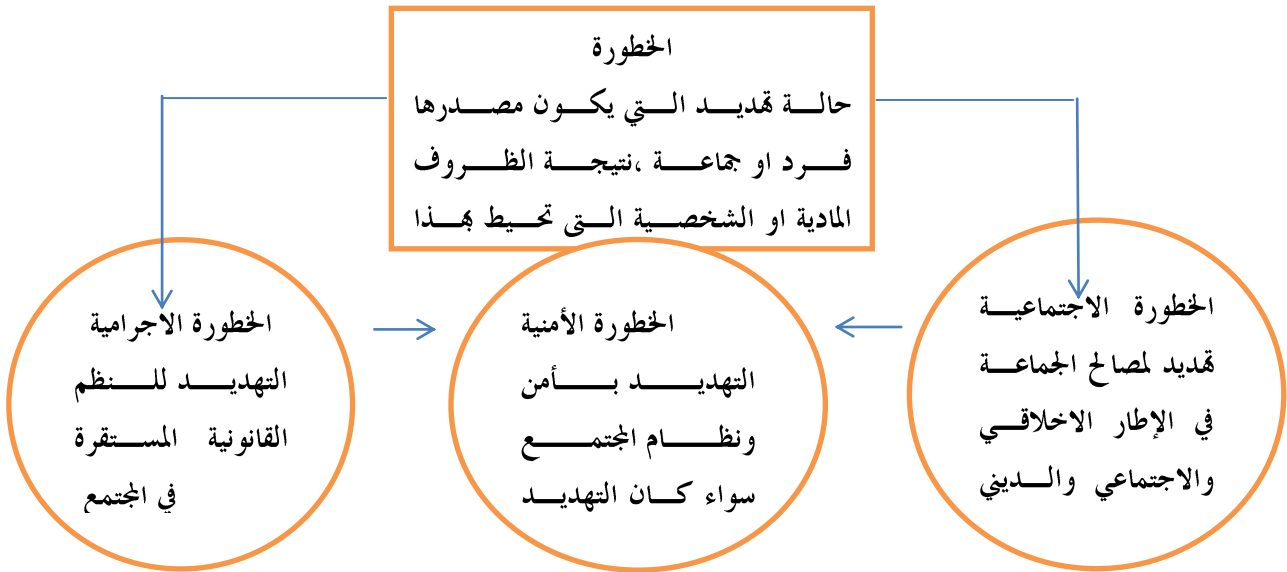 الخطورة
حالة تهديد التي يكون مصدرها
فرد او جماعة ،نتيجة الظروف
المادية او الشخصية التى تحيط بهذا
الخطورة الاجتماعية
تهديد لمصالح الجماعة
في الإطار الاخلاقي
والاجتماعي والديني
الخطورة الأمنية
التهديد بأمن
ونظام المجتمع
سواء كان التهديد
الخطورة الاجرامية
التهديد للنظم
القانونية المستقرة
في المجتمع